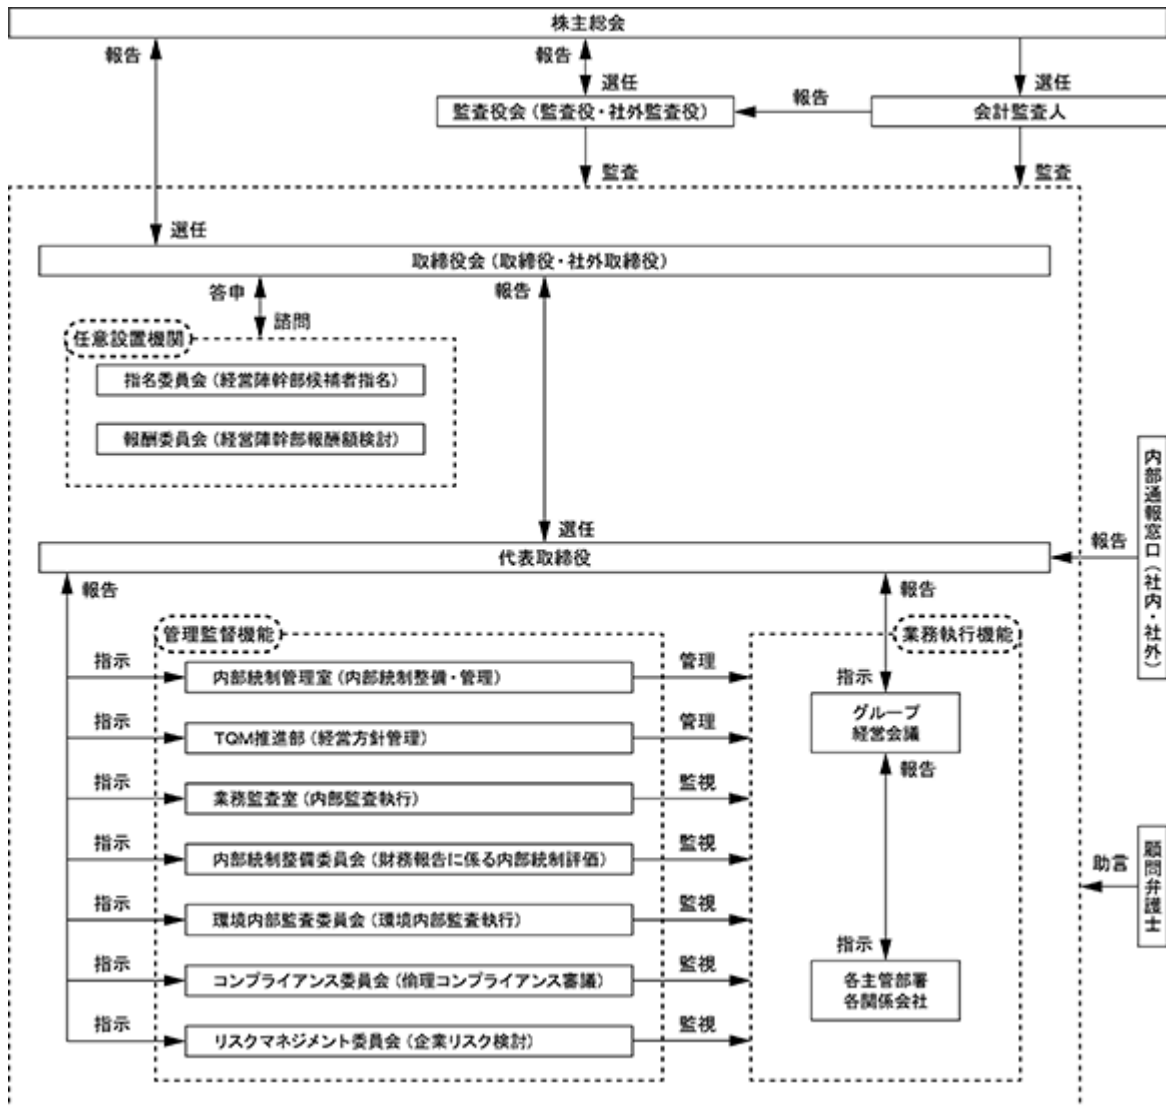 株主総会
報告
報告
選任
選任
監査役会(監査役・社外監査役)
報告
会計監査人
監査
監査
選任
取締役会(取締役・社外取締役)
答申
諮問
報告
任意設置機関
指名委員会(経営陣幹部候補者指名)
報酬委員会(経営陣幹部報酬額検討)
選任
代表取締役
報告
内部通報窓口(社内・社外)
報告
報告
管理監督機能
業務執行機能
指示
内部統制管理室(内部統制整備・管理)
管理
指示
グループ
経営会議
指示
TQM推進部(経営方針管理)
管理
報告
指示
業務監査室(内部監査執行)
監視
指示
内部統制整備委員会(財務報告に係る内部統制評価)
監視
助言
顧問弁護士
指示
環境内部監査委員会(環境内部監査執行)
監視
指示
各主管部署
各関係会社
指示
コンプライアンス委員会(倫理コンプライアンス審議)
監視
指示
リスクマネジメント委員会(企業リスク検討)
監視